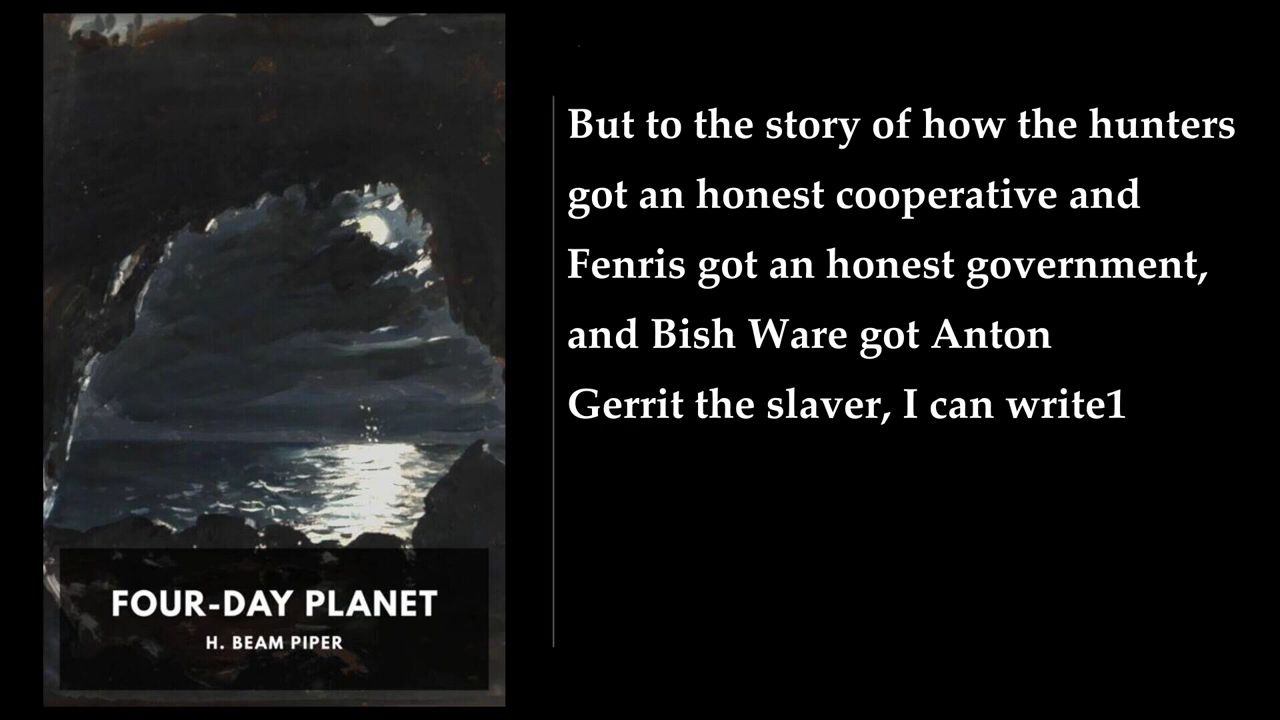 But to the story of how the hunters
got an honest cooperative and
Fenris got an honest government,
and Bish Ware got Anton
Gerrit the slaver, I can write1
FOUR-DAY PLANET
H. BEAM PIPER